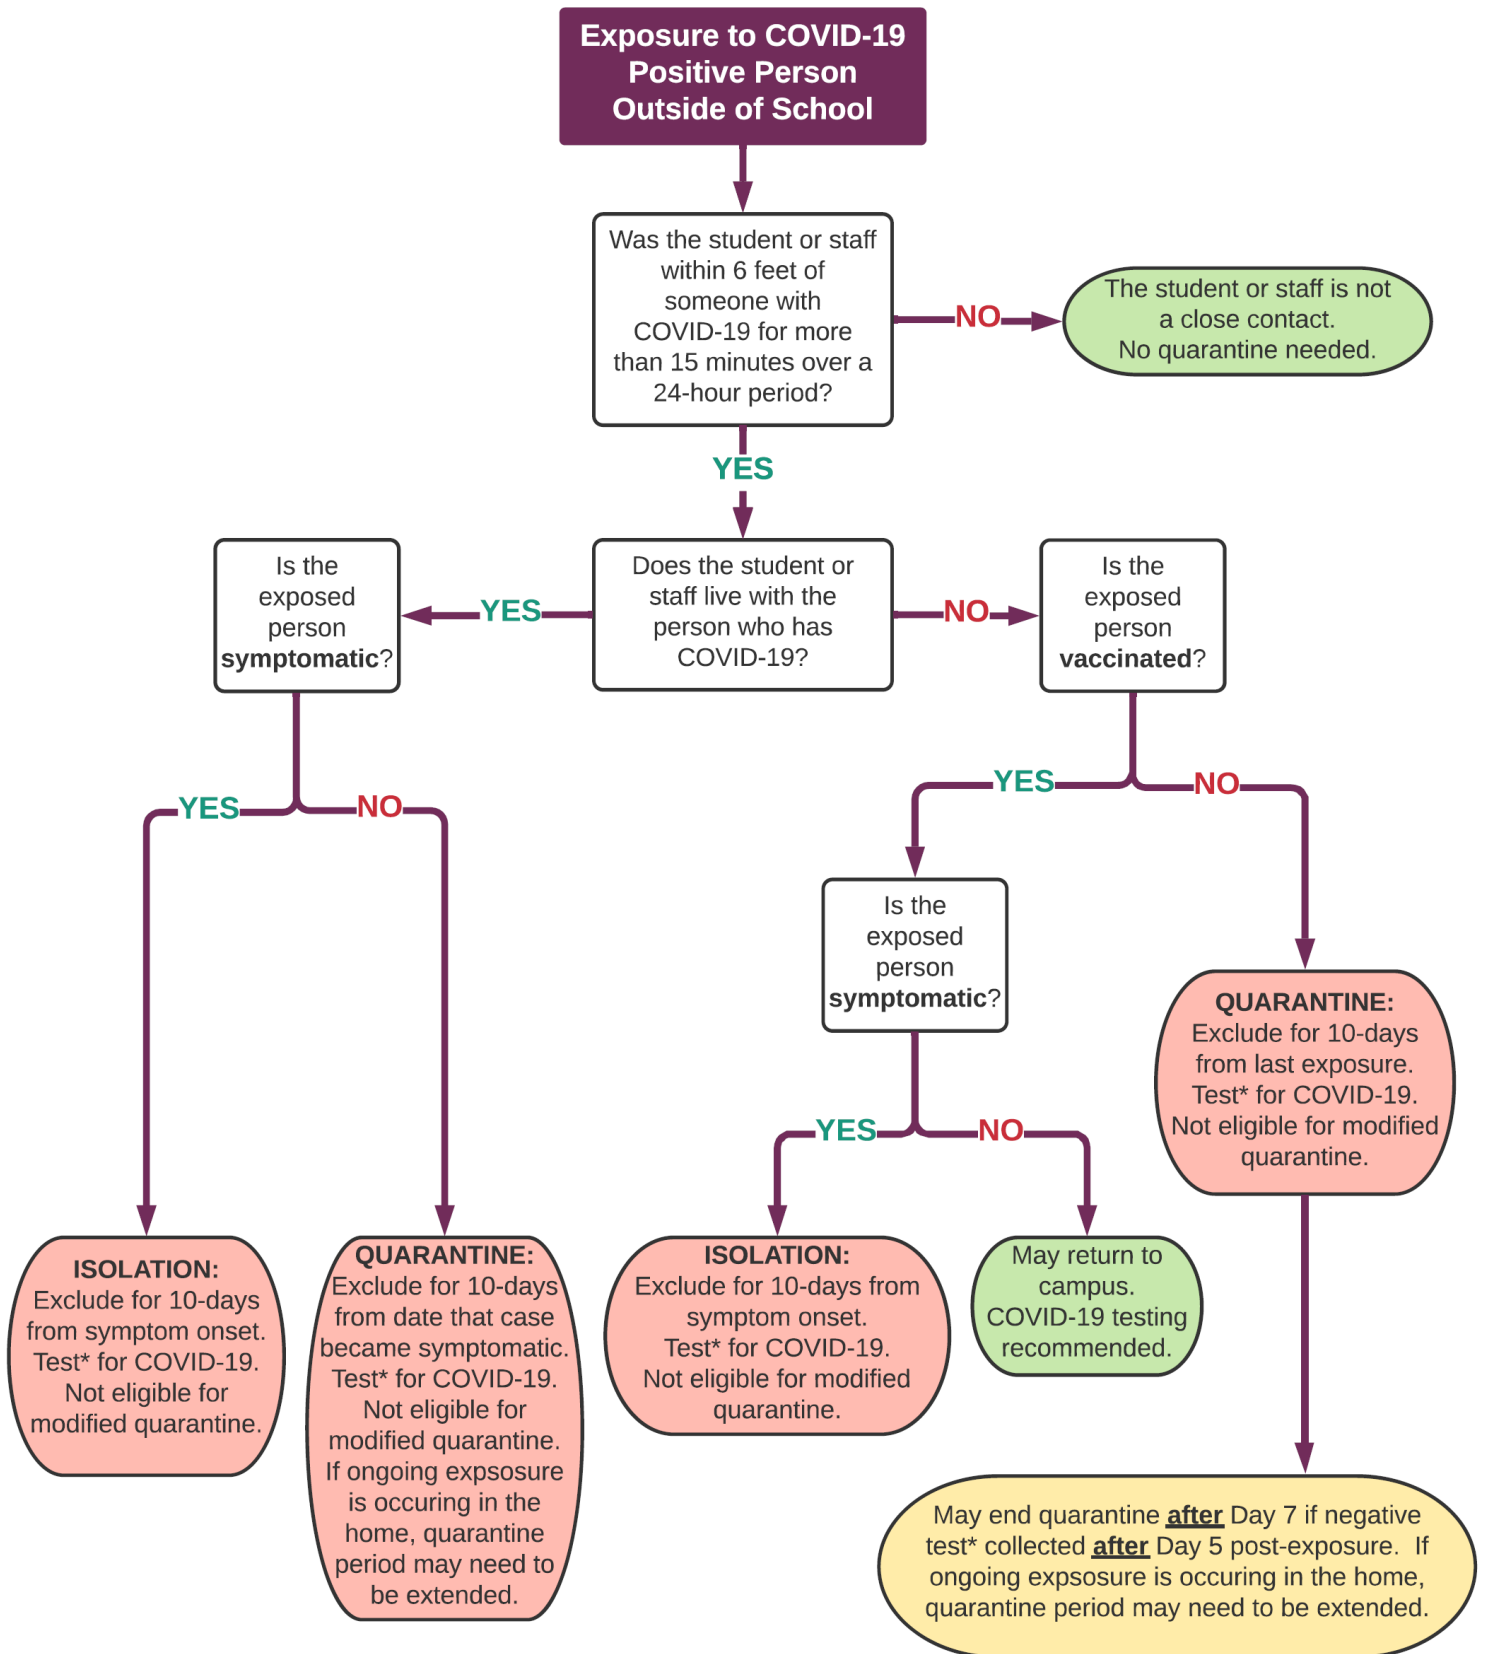 Exposure to COVID-19
Positive Person
Outside of School
Was the student or staff
within 6 feet of
someone with
COVID-19 for more
than 15 minutes over a
24-hour period?
NO
The student or staff is not
a close contact.
No quarantine needed.
YES
Does the student or
staff live with the
person who has
COVID-19?
YES
Is the
exposed
person
symptomatic?
NO
Is the
exposed
person
vaccinated?
YES
NO
YES
NO
Is the
exposed
person
symptomatic?
QUARANTINE:
Exclude for 10-days
from last exposure.
Test* for COVID-19.
Not eligible for modified
quarantine.
YES
NO
ISOLATION:
Exclude for 10-days
from symptom onset.
Test* for COVID-19.
Not eligible for
modified quarantine.
QUARANTINE:
Exclude for 10-days
from date that case
became symptomatic.
Test* for COVID-19.
Not eligible for
modified quarantine.
If ongoing expsosure
is occuring in the
home, quarantine
period may need to
be extended.
ISOLATION:
Exclude for 10-days from
symptom onset.
Test* for COVID-19.
Not eligible for modified
quarantine.
May return to
campus.
COVID-19 testing
recommended.
May end quarantine after Day 7 if negative
test* collected after Day 5 post-exposure.  If
ongoing expsosure is occuring in the home,
quarantine period may need to be extended.